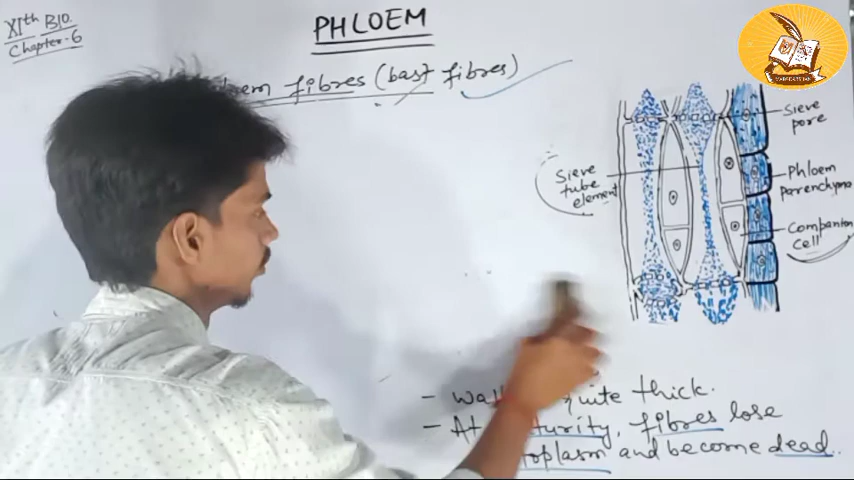 XIth BIO.
Chapter-6
PHLOEM
fibres (bast fibres)
Sieve
pore
Sieve
tube
element
Phloem
parenchyma
Companion
cell
- quite thick.
- At fibres lose
and become dead.